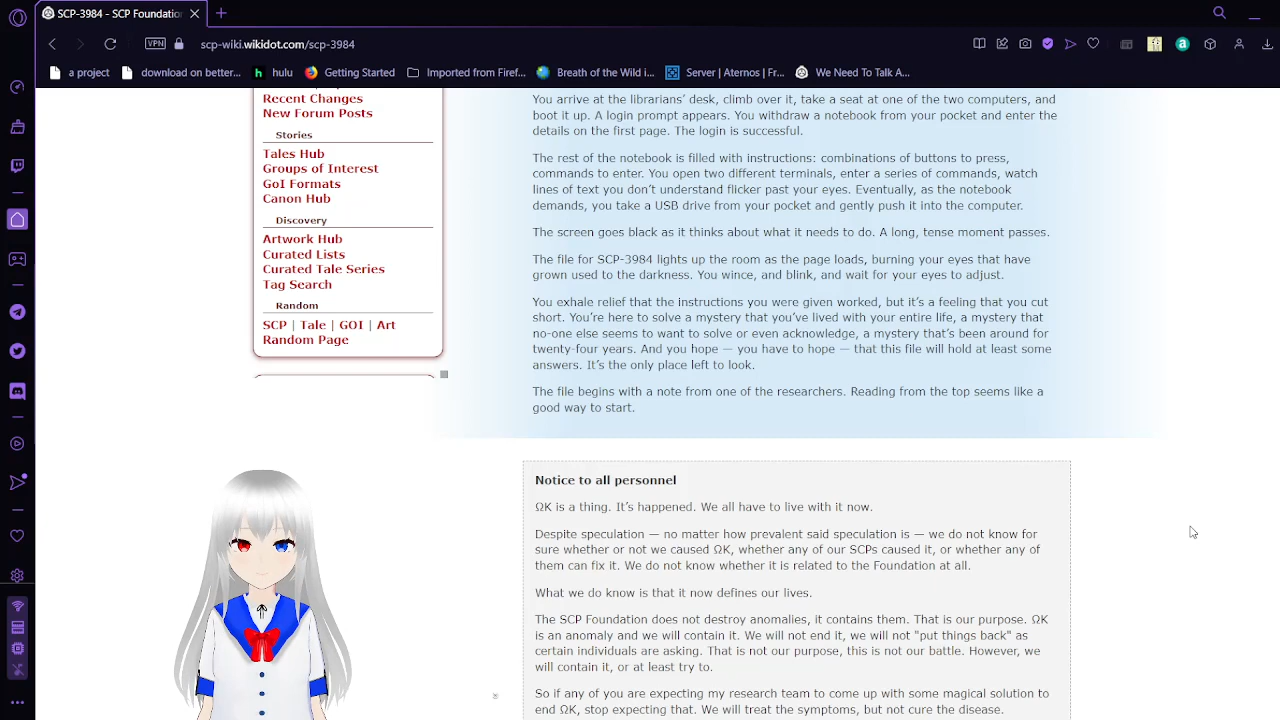 SCP-3984 - SCP Foundation
VPN
scp-wiki.wikidot.com/scp-3984
a project
download on better...
hulu
Getting Started
Imported from Firef...
Breath of the Wild i...
Server | Aternos | Fr...
We Need To Talk A...
Recent Changes
New Forum Posts
Stories
Tales Hub
Groups of Interest
GoI Formats
Canon Hub
Discovery
Artwork Hub
Curated Lists
Curated Tale Series
Tag Search
Random
SCP | Tale | GOI | Art
Random Page
You arrive at the librarians’ desk, climb over it, take a seat at one of the two computers, and
boot it up. A login prompt appears. You withdraw a notebook from your pocket and enter the
details on the first page. The login is successful.
The rest of the notebook is filled with instructions: combinations of buttons to press,
commands to enter. You open two different terminals, enter a series of commands, watch
lines of text you don’t understand flicker past your eyes. Eventually, as the notebook
demands, you take a USB drive from your pocket and gently push it into the computer.
The screen goes black as it thinks about what it needs to do. A long, tense moment passes.
The file for SCP-3984 lights up the room as the page loads, burning your eyes that have
grown used to the darkness. You wince, and blink, and wait for your eyes to adjust.
You exhale relief that the instructions you were given worked, but it’s a feeling that you cut
short. You’re here to solve a mystery that you’ve lived with your entire life, a mystery that
no-one else seems to want to solve or even acknowledge, a mystery that’s been around for
twenty-four years. And you hope — you have to hope — that this file will hold at least some
answers. It’s the only place left to look.
The file begins with a note from one of the researchers. Reading from the top seems like a
good way to start.
Notice to all personnel
ΩK is a thing. It’s happened. We all have to live with it now.
Despite speculation — no matter how prevalent said speculation is — we do not know for
sure whether or not we caused ΩK, whether any of our SCPs caused it, or whether any of
them can fix it. We do not know whether it is related to the Foundation at all.
What we do know is that it now defines our lives.
The SCP Foundation does not destroy anomalies, it contains them. That is our purpose. ΩK
is an anomaly and we will contain it. We will not end it, we will not "put things back" as
certain individuals are asking. That is not our purpose, this is not our battle. However, we
will contain it, or at least try to.
So if any of you are expecting my research team to come up with some magical solution to
end ΩK, stop expecting that. We will treat the symptoms, but not cure the disease.